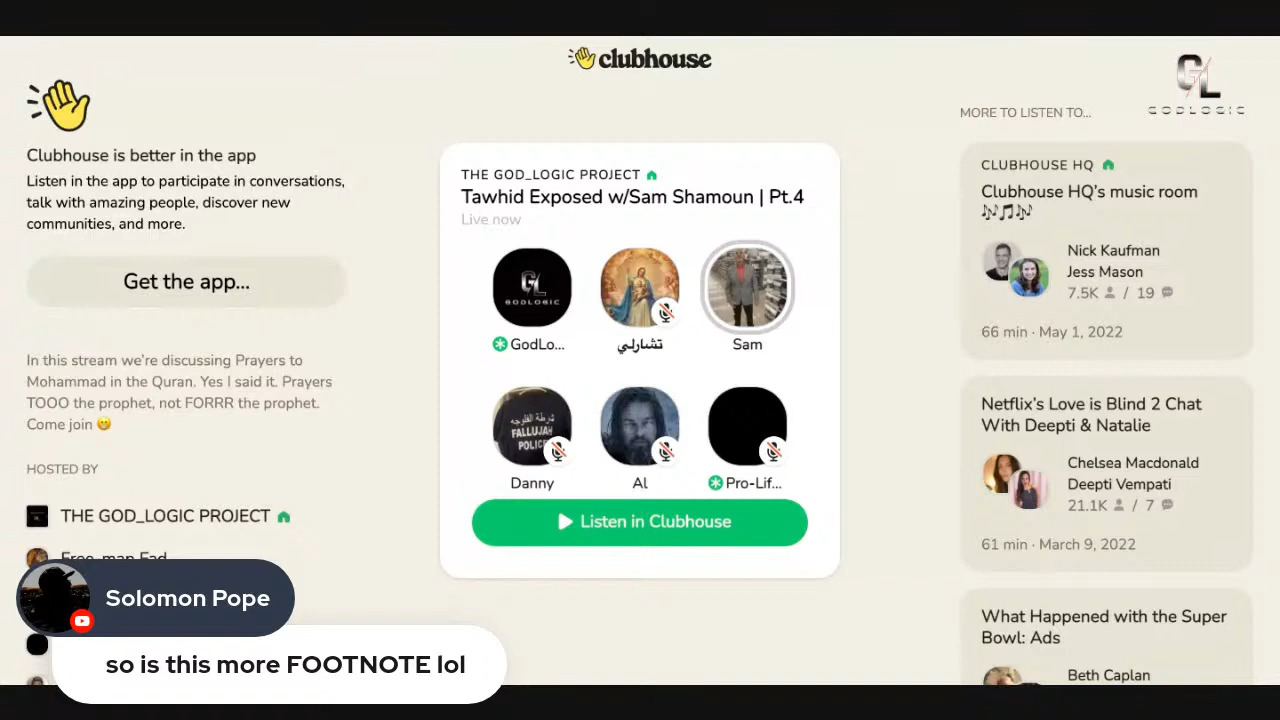 clubhouse
GL
GODLOGIC
Clubhouse is better in the app
Listen in the app to participate in conversations,
talk with amazing people, discover new
communities, and more.
Get the app...
In this stream we're discussing Prayers to
Mohammad in the Quran. Yes I said it. Prayers
TOOO the prophet, not FORRR the prophet.
Come join 😁
HOSTED BY
THE GOD_LOGIC PROJECT
Free-man Fad
THE GOD_LOGIC PROJECT
Tawhid Exposed w/Sam Shamoun | Pt.4
Live now
GL
GODLOGIC
GodLo...
تشارلي
Sam
شرطة الفلوجه
FALLUJAH
POLICE
Danny
Al
Pro-Lif...
Listen in Clubhouse
MORE TO LISTEN TO...
CLUBHOUSE HQ
Clubhouse HQ's music room
🎶🎵🎶
Nick Kaufman
Jess Mason
7.5K / 19
66 min · May 1, 2022
Netflix's Love is Blind 2 Chat
With Deepti & Natalie
Chelsea Macdonald
Deepti Vempati
21.1K / 7
61 min · March 9, 2022
What Happened with the Super
Bowl: Ads
Beth Caplan
Solomon Pope
so is this more FOOTNOTE lol